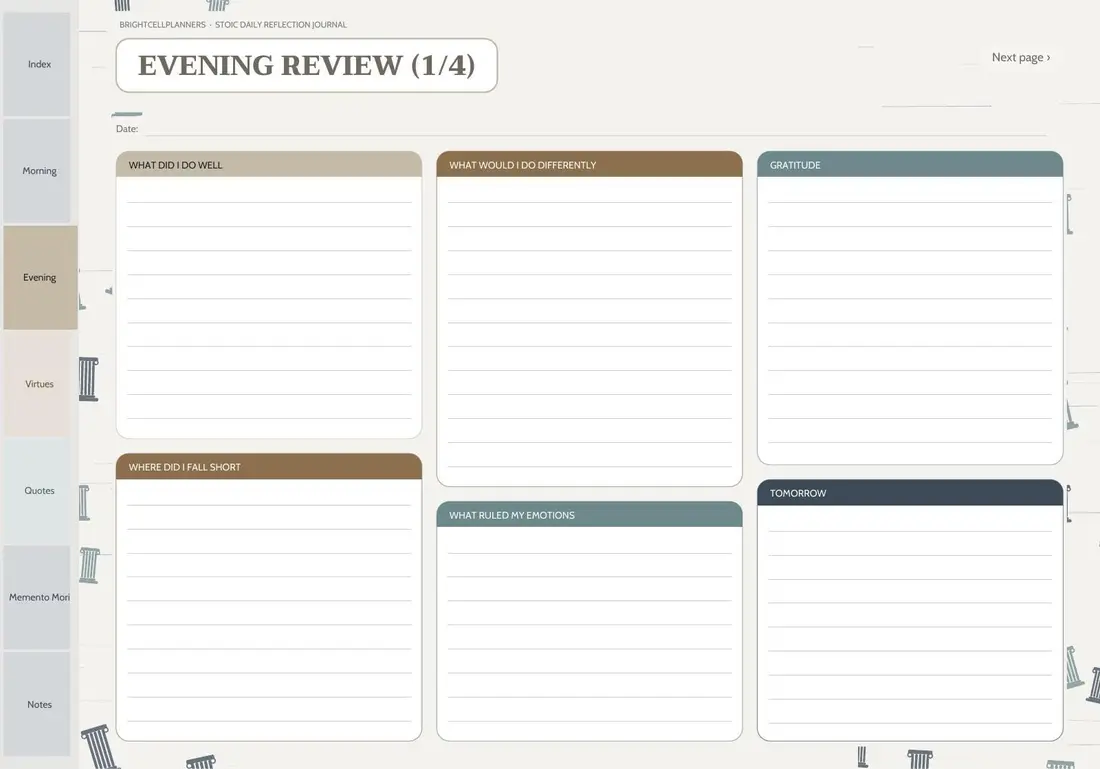 BRIGHTCELLPLANNERS · STOIC DAILY REFLECTION JOURNAL
EVENING REVIEW (1/4)
Next page ›
Date:
Index
Morning
Evening
Virtues
Quotes
Memento Mori
Notes
WHAT DID I DO WELL
WHERE DID I FALL SHORT
WHAT WOULD I DO DIFFERENTLY
WHAT RULED MY EMOTIONS
GRATITUDE
TOMORROW